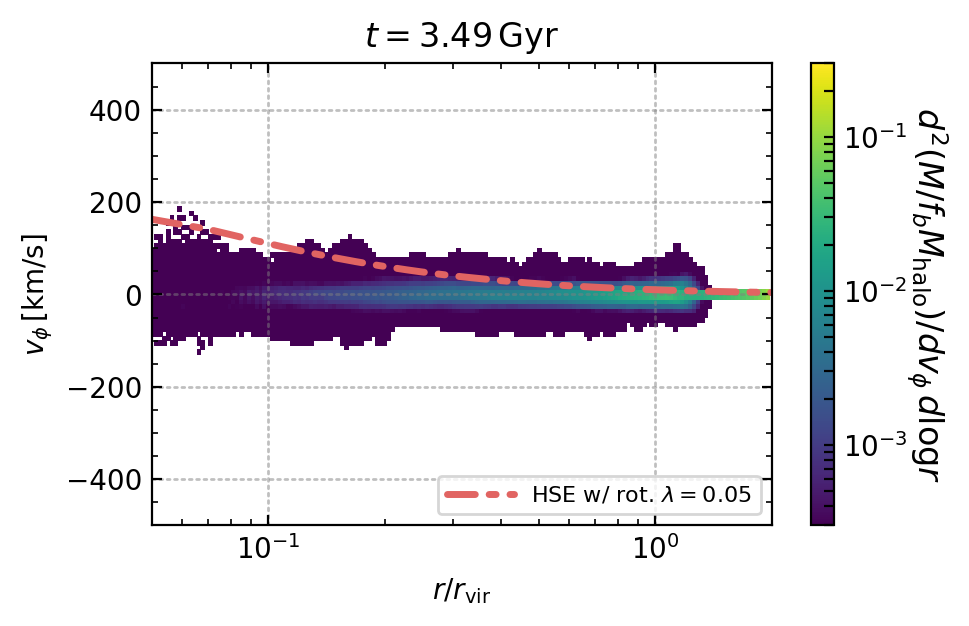 t = 3.49 Gyr
400
200
0
−200
−400
v_ϕ [km/s]
10^−1
10^0
r/r_vir
HSE w/ rot. λ = 0.05
10^−1
10^−2
10^−3
d^2(M/f_b M_halo)/dv_ϕ dlogr